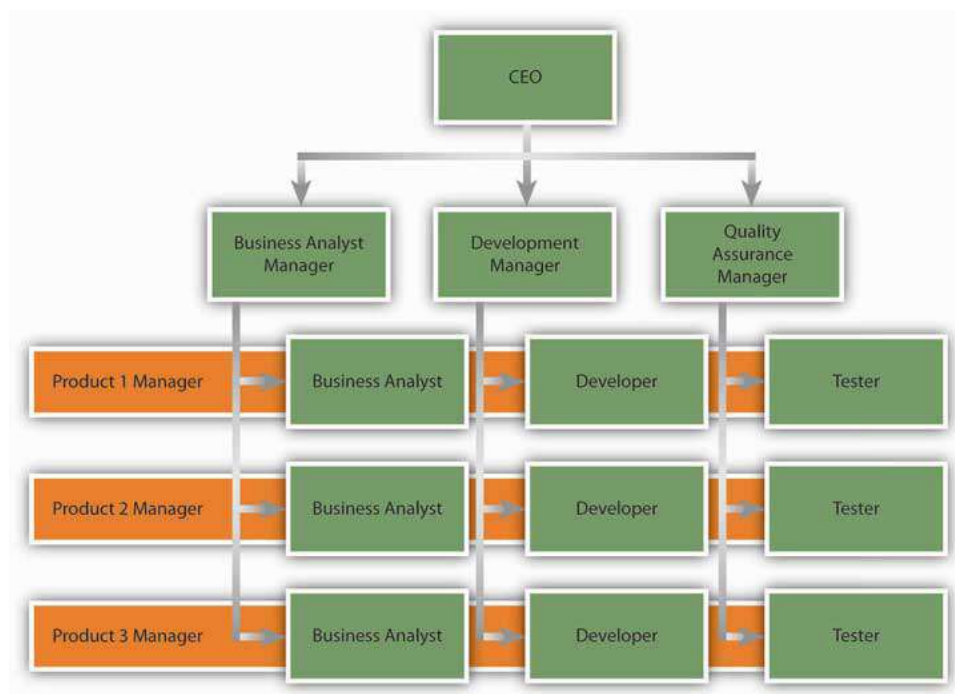 CEO
Business Analyst
Manager
Development
Manager
Quality
Assurance
Manager
Product 1 Manager
Business Analyst
Developer
Tester
Product 2 Manager
Business Analyst
Developer
Tester
Product 3 Manager
Business Analyst
Developer
Tester